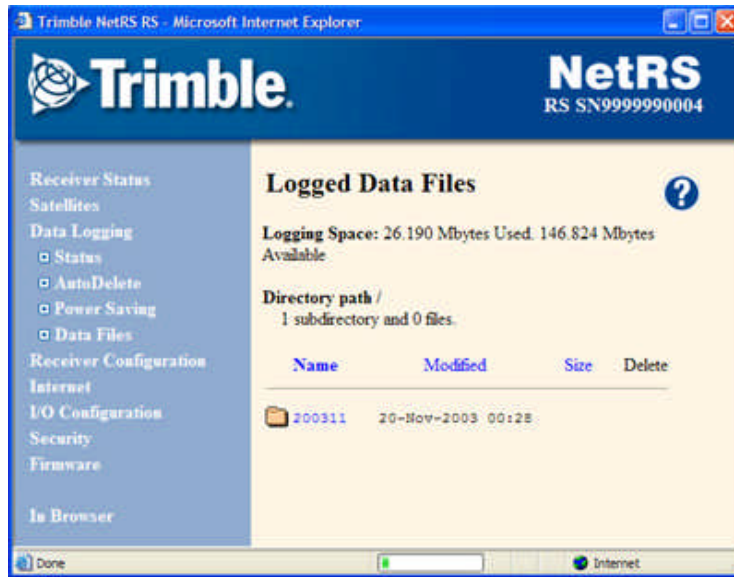 Trimble NetRS RS - Microsoft Internet Explorer
Trimble.
NetRS
RS SN9999990004
Receiver Status
Satellites
Data Logging
Status
AutoDelete
Power Saving
Data Files
Receiver Configuration
Internet
I/O Configuration
Security
Firmware
In Browser
Logged Data Files
?
Logging Space: 26.190 Mbytes Used. 146.824 Mbytes
Available
Directory path /
1 subdirectory and 0 files.
Name Modified Size Delete
200311 20-Nov-2003 00:28
Done Internet